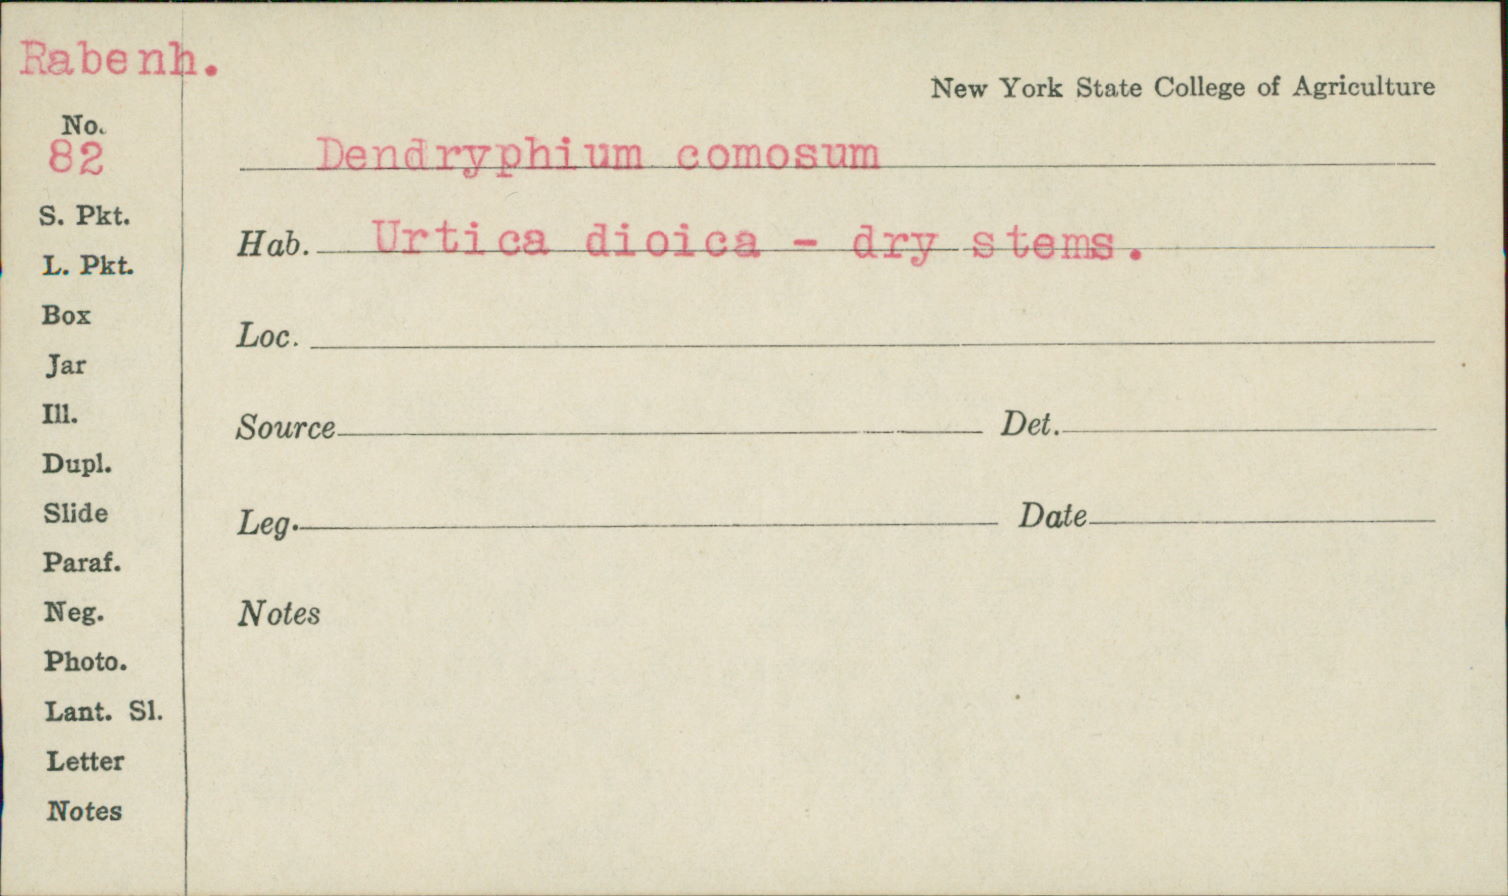 Rabenh.
New York State College of Agriculture
No.
82
Dendryphium comosum
S. Pkt.
Hab. Urtica dioica - dry stems.
L. Pkt.
Box
Loc.
Jar
Ill.
Source Det.
Dupl.
Slide
Leg. Date
Paraf.
Neg.
Notes
Photo.
Lant. Sl.
Letter
Notes